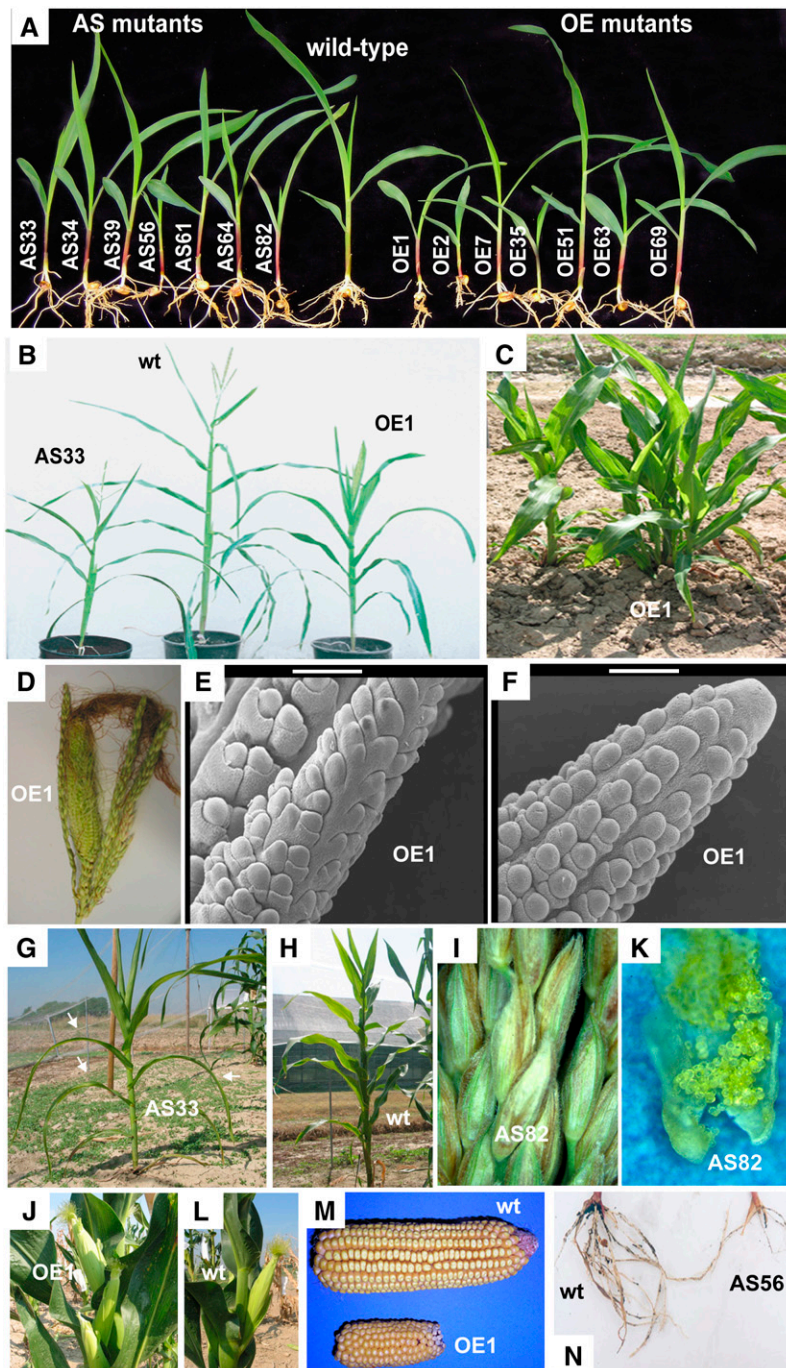 A
AS mutants
wild-type
OE mutants
AS33
AS34
AS39
AS56
AS61
AS64
AS82
OE1
OE2
OE7
OE35
OE51
OE63
OE69
B
wt
AS33
OE1
C
OE1
D
OE1
E
OE1
F
OE1
G
AS33
H
wt
I
AS82
K
AS82
J
OE1
L
wt
M
wt
OE1
wt
AS56
N